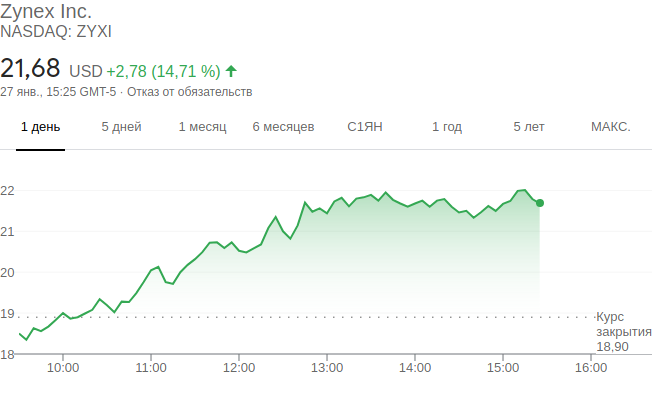 Zynex Inc.
NASDAQ: ZYXI
21,68 USD +2,78 (14,71 %)
27 янв., 15:25 GMT-5 · Отказ от обязательств
1 день 5 дней 1 месяц 6 месяцев С1ЯН 1 год 5 лет МАКС.
22
21
20
19
Курс
закрытия
18,90
18
10:00 11:00 12:00 13:00 14:00 15:00 16:00